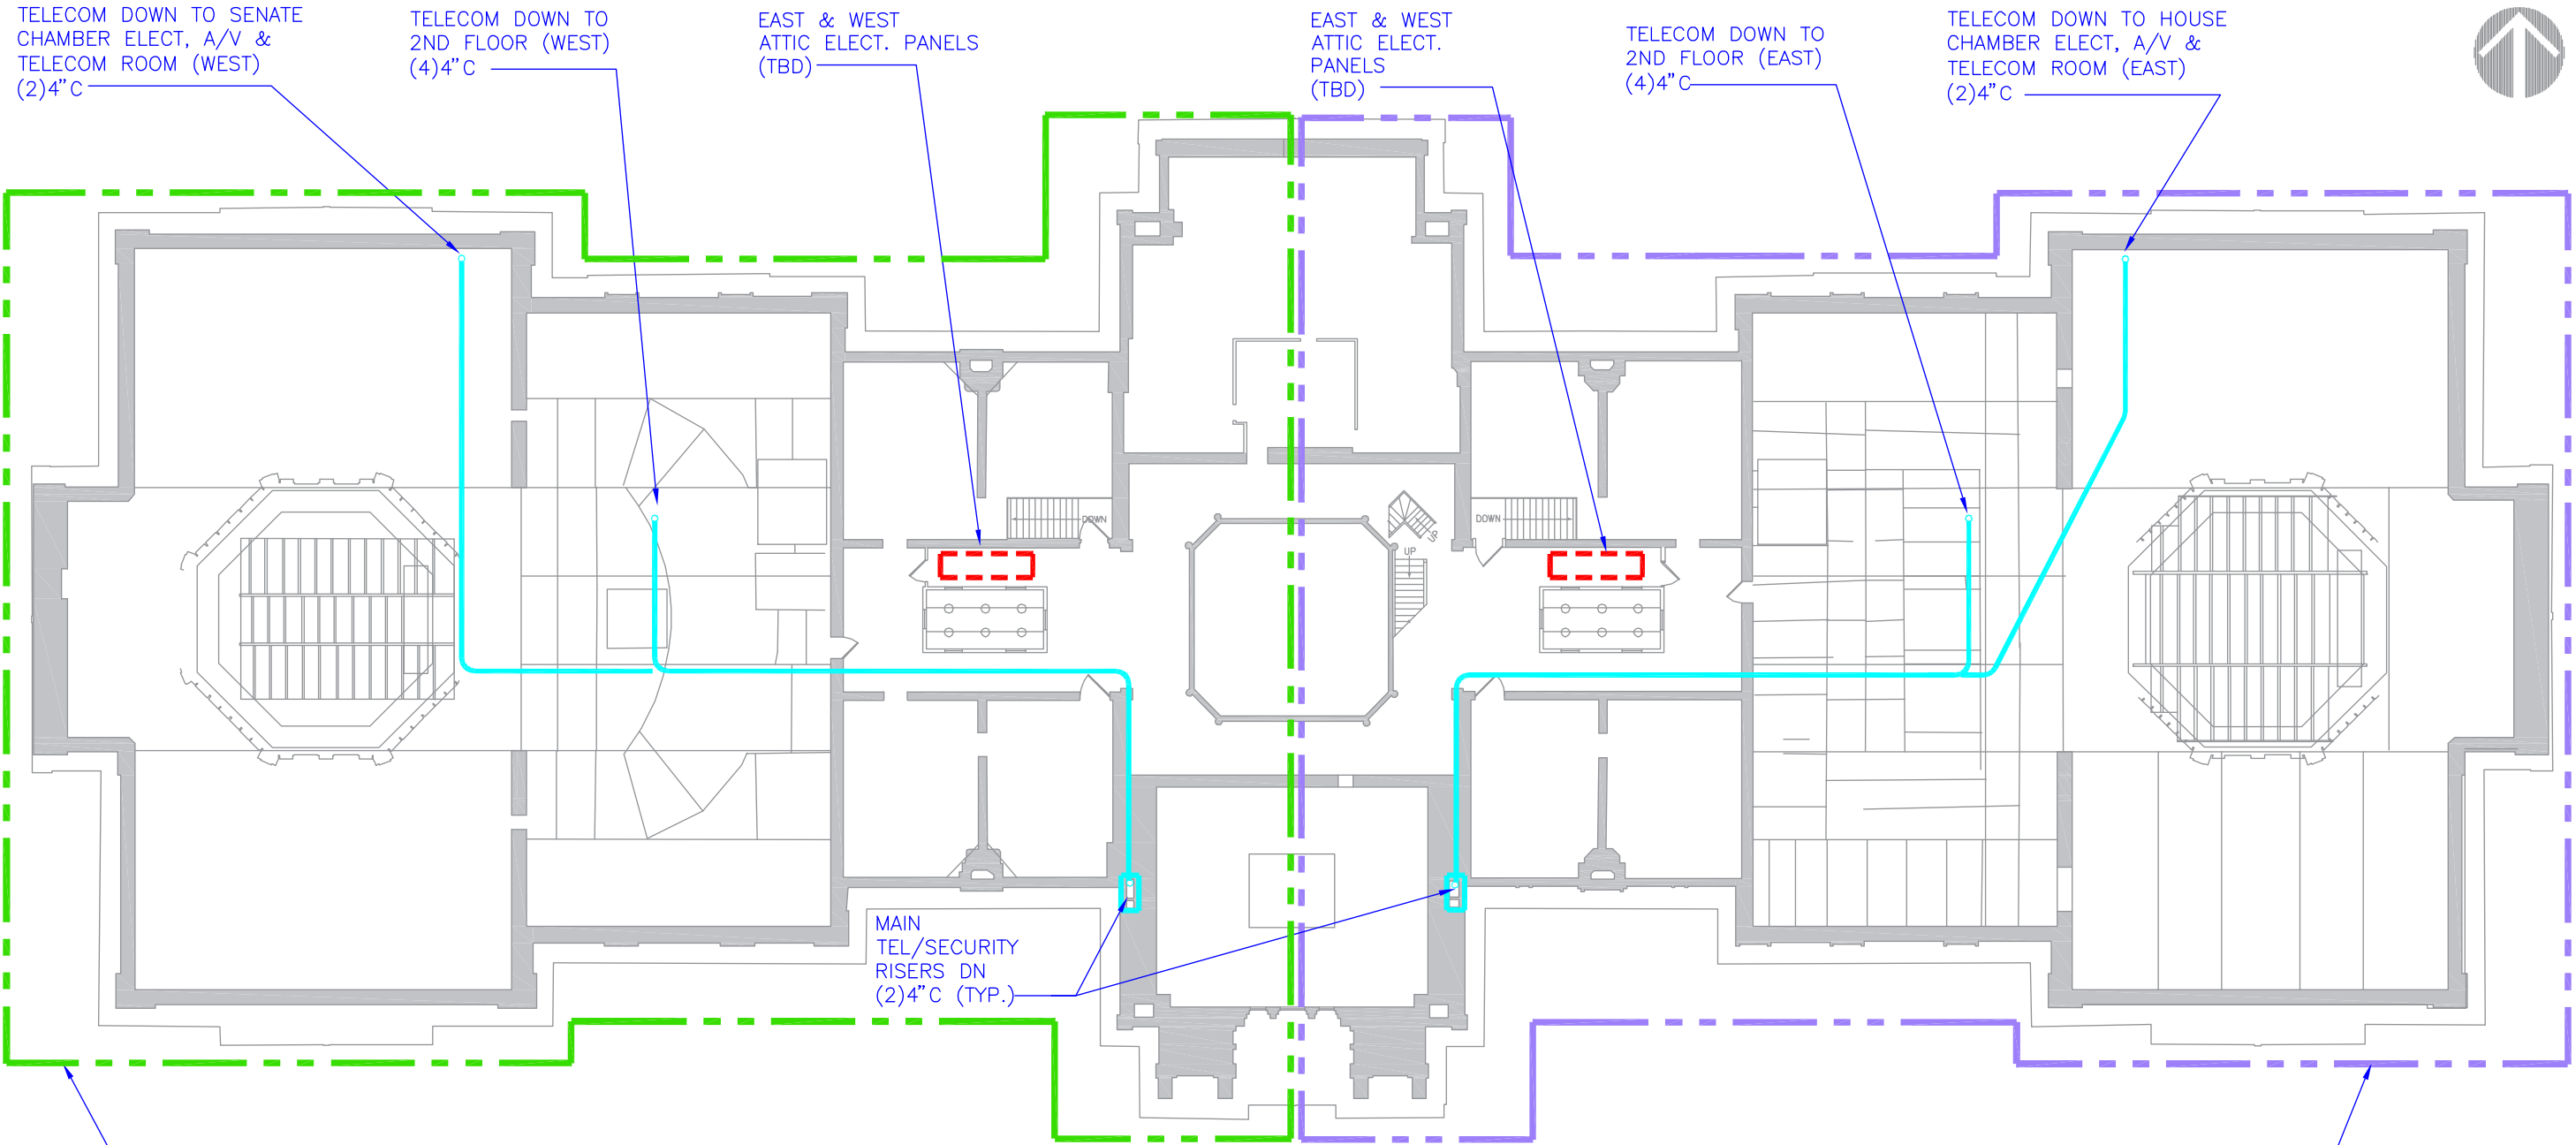 TELECOM DOWN TO SENATE
CHAMBER ELECT, A/V &
TELECOM ROOM (WEST)
(2)4"C
TELECOM DOWN TO
2ND FLOOR (WEST)
(4)4"C
EAST & WEST
ATTIC ELECT. PANELS
(TBD)
EAST & WEST
ATTIC ELECT.
PANELS
(TBD)
TELECOM DOWN TO
2ND FLOOR (EAST)
(4)4"C
TELECOM DOWN TO HOUSE
CHAMBER ELECT, A/V &
TELECOM ROOM (EAST)
(2)4"C
DOWN
UP
UP
DOWN
MAIN
TEL/SECURITY
RISERS DN
(2)4"C (TYP.)